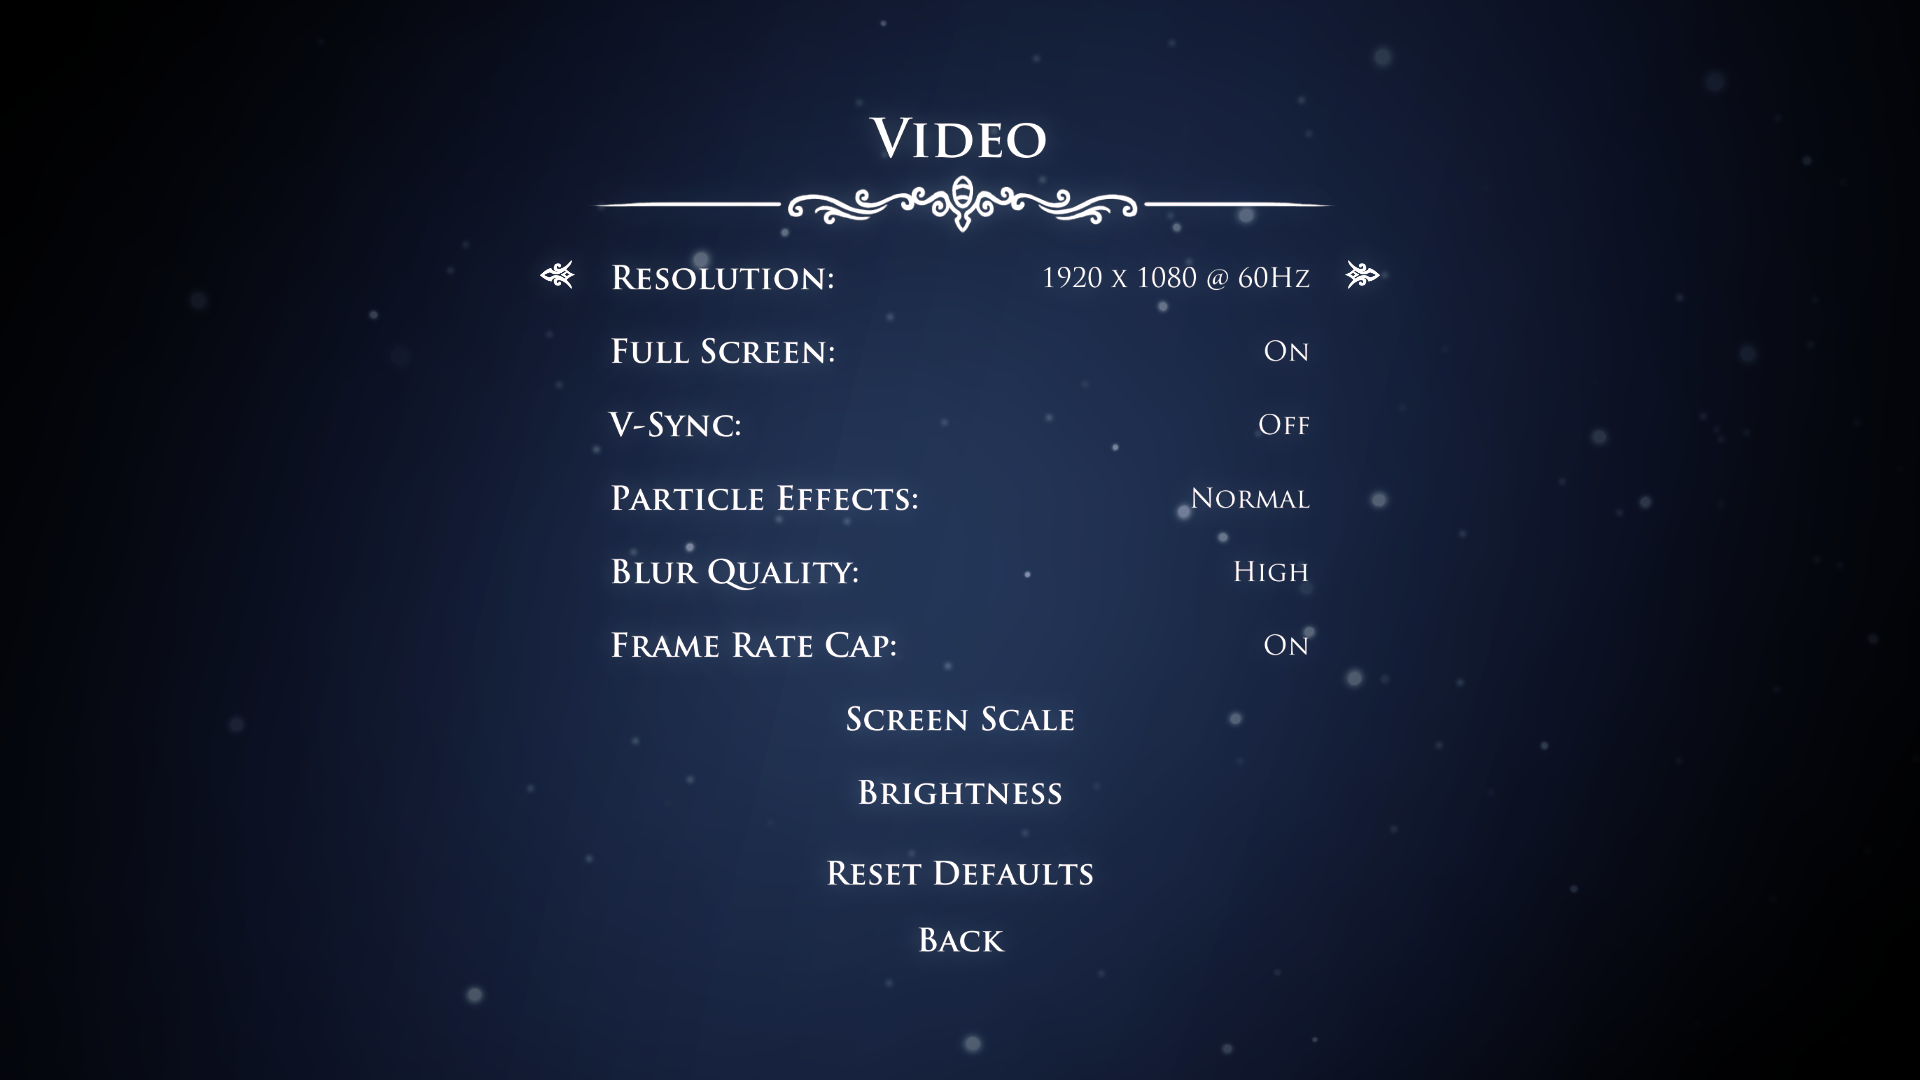 Video
Resolution: 1920 x 1080 @ 60Hz
Full Screen: On
V-Sync: Off
Particle Effects: Normal
Blur Quality: High
Frame Rate Cap: On
Screen Scale
Brightness
Reset Defaults
Back